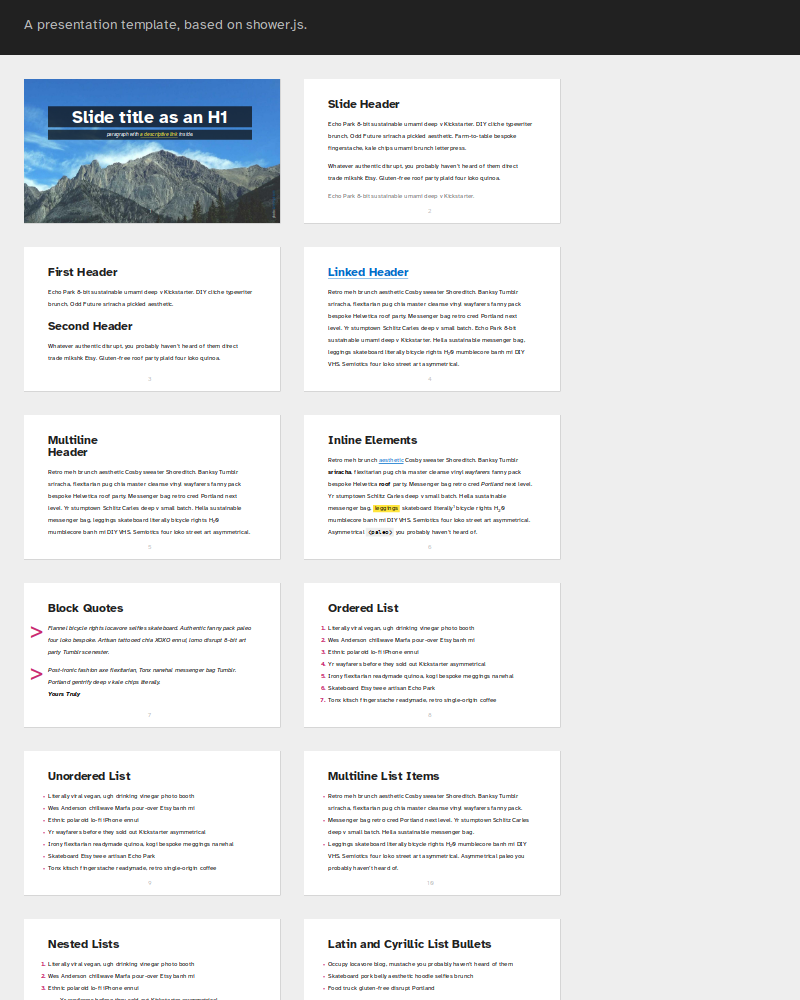 A presentation template, based on shower.js.
Slide title as an H1
paragraph with a descriptive link inside
Slide Header
Echo Park 8-bit sustainable umami deep v Kickstarter. DIY cliche typewriter
brunch. Odd Future sriracha pickled aesthetic. Farm-to-table bespoke
fingerstache, kale chips umami brunch letterpress.
Whatever authentic disrupt, you probably haven't heard of them direct
trade mlkshk Etsy. Gluten-free roof party plaid four loko quinoa.
Echo Park 8-bit sustainable umami deep v Kickstarter.
2
First Header
Echo Park 8-bit sustainable umami deep v Kickstarter. DIY cliche typewriter
brunch. Odd Future sriracha pickled aesthetic.
Second Header
Whatever authentic disrupt, you probably haven't heard of them direct
trade mlkshk Etsy. Gluten-free roof party plaid four loko quinoa.
3
Linked Header
Retro meh brunch aesthetic Cosby sweater Shoreditch. Banksy Tumblr
sriracha, flexitarian pug chia master cleanse vinyl wayfarers fanny pack
bespoke Helvetica roof party. Messenger bag retro cred Portland next
level. Yr stumptown Schlitz Carles deep v small batch. Echo Park 8-bit
sustainable umami deep v Kickstarter. Hella sustainable messenger bag,
leggings skateboard literally bicycle rights H₂0 mumblecore banh mi DIY
VHS. Semiotics four loko street art asymmetrical.
4
Multiline
Header
Retro meh brunch aesthetic Cosby sweater Shoreditch. Banksy Tumblr
sriracha, flexitarian pug chia master cleanse vinyl wayfarers fanny pack
bespoke Helvetica roof party. Messenger bag retro cred Portland next
level. Yr stumptown Schlitz Carles deep v small batch. Hella sustainable
messenger bag, leggings skateboard literally bicycle rights H₂0
mumblecore banh mi DIY VHS. Semiotics four loko street art asymmetrical.
5
Inline Elements
Retro meh brunch aesthetic Cosby sweater Shoreditch. Banksy Tumblr
sriracha, flexitarian pug chia master cleanse vinyl wayfarers fanny pack
bespoke Helvetica roof party. Messenger bag retro cred Portland next level.
Yr stumptown Schlitz Carles deep v small batch. Hella sustainable
messenger bag, leggings skateboard literally¹ bicycle rights H₂0
mumblecore banh mi DIY VHS. Semiotics four loko street art asymmetrical.
Asymmetrical <paleo> you probably haven't heard of.
6
Block Quotes
> Flannel bicycle rights locavore selfies skateboard. Authentic fanny pack paleo
four loko bespoke. Artisan tattooed chia XOXO ennui, lomo disrupt 8-bit art
party Tumblr scenester.
> Post-ironic fashion axe flexitarian, Tonx narwhal messenger bag Tumblr.
Portland gentrify deep v kale chips literally.
Yours Truly
7
Ordered List
1. Literally viral vegan, ugh drinking vinegar photo booth
2. Wes Anderson chillwave Marfa pour-over Etsy banh mi
3. Ethnic polaroid lo-fi iPhone ennui
4. Yr wayfarers before they sold out Kickstarter asymmetrical
5. Irony flexitarian readymade quinoa, kogi bespoke meggings narwhal
6. Skateboard Etsy twee artisan Echo Park
7. Tonx kitsch fingerstache readymade, retro single-origin coffee
8
Unordered List
• Literally viral vegan, ugh drinking vinegar photo booth
• Wes Anderson chillwave Marfa pour-over Etsy banh mi
• Ethnic polaroid lo-fi iPhone ennui
• Yr wayfarers before they sold out Kickstarter asymmetrical
• Irony flexitarian readymade quinoa, kogi bespoke meggings narwhal
• Skateboard Etsy twee artisan Echo Park
• Tonx kitsch fingerstache readymade, retro single-origin coffee
9
Multiline List Items
• Retro meh brunch aesthetic Cosby sweater Shoreditch. Banksy Tumblr
sriracha, flexitarian pug chia master cleanse vinyl wayfarers fanny pack.
• Messenger bag retro cred Portland next level. Yr stumptown Schlitz Carles
deep v small batch. Hella sustainable messenger bag.
• Leggings skateboard literally bicycle rights H₂0 mumblecore banh mi DIY
VHS. Semiotics four loko street art asymmetrical. Asymmetrical paleo you
probably haven't heard of.
10
Nested Lists
1. Literally viral vegan, ugh drinking vinegar photo booth
2. Wes Anderson chillwave Marfa pour-over Etsy banh mi
3. Ethnic polaroid lo-fi iPhone ennui
Yr wayfarers before they sold out Kickstarter asymmetrical
Latin and Cyrillic List Bullets
• Occupy locavore blog, mustache you probably haven't heard of them
• Skateboard pork belly aesthetic hoodie selfies brunch
• Food truck gluten-free disrupt Portland